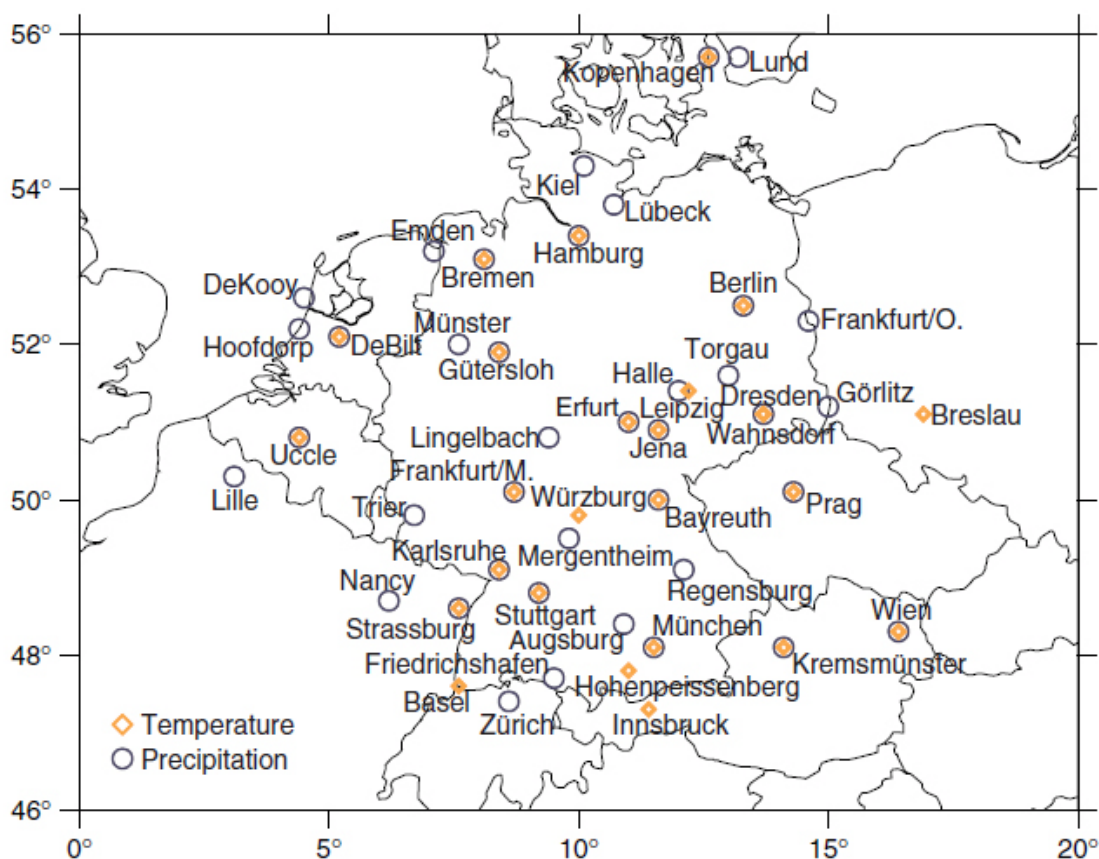 56°
Kopenhagen
Lund
54°
Kiel
Lübeck
Emden
Hamburg
Bremen
DeKooy
Berlin
Münster
Frankfurt/O.
52°
Hoofdorp
DeBilt
Torgau
Gütersloh
Halle
Dresden
Görlitz
Erfurt
Leipzig
Breslau
Wahnsdorf
Lingelbach
Jena
Uccle
Frankfurt/M.
50°
Lille
Würzburg
Prag
Trier
Bayreuth
Karlsruhe
Mergentheim
Nancy
Regensburg
Stuttgart
Wien
Strassburg
Augsburg
München
48°
Friedrichshafen
Kremsmünster
Hohenpeissenberg
Basel
Zürich
Innsbruck
Temperature
Precipitation
46°
0°
5°
10°
15°
20°